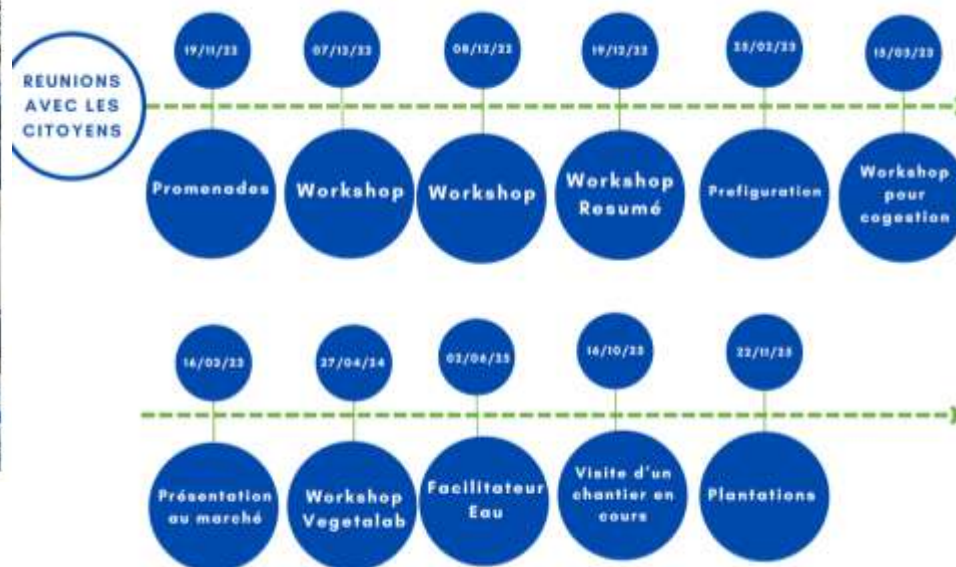 REUNIONS
AVEC LES
CITOYENS
19/11/22
07/12/22
08/12/22
19/12/22
25/02/23
15/03/23
Promenades
Workshop
Workshop
Workshop
Resumé
Prefiguration
Workshop
pour
cogestion
16/03/23
27/04/24
02/06/25
16/10/25
22/11/25
Présentation
au marché
Workshop
Vegetalab
Facilitateur
Eau
Visite d'un
chantier en
cours
Plantations